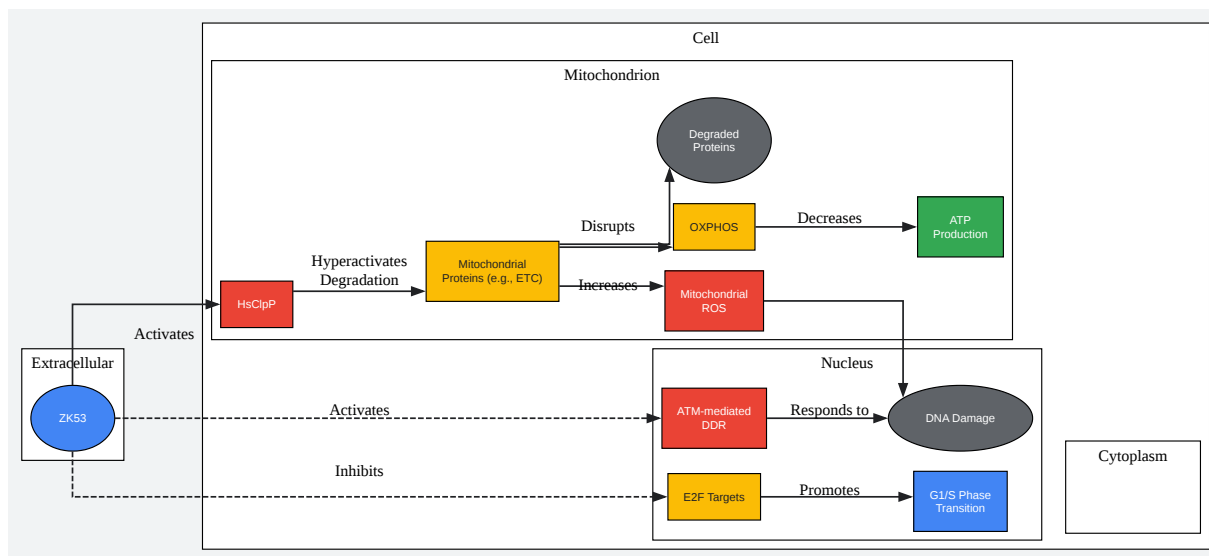 Cell
Mitochondrion
Degraded
Proteins
Disrupts
OXPHOS
Decreases
ATP
Production
Hyperactivates
Degradation
Mitochondrial
Proteins (e.g., ETC)
Increases
Mitochondrial
ROS
HsClpP
Activates
Extracellular
ZK53
Nucleus
Activates
ATM-mediated
DDR
Responds to
DNA Damage
Inhibits
E2F Targets
Promotes
G1/S Phase
Transition
Cytoplasm